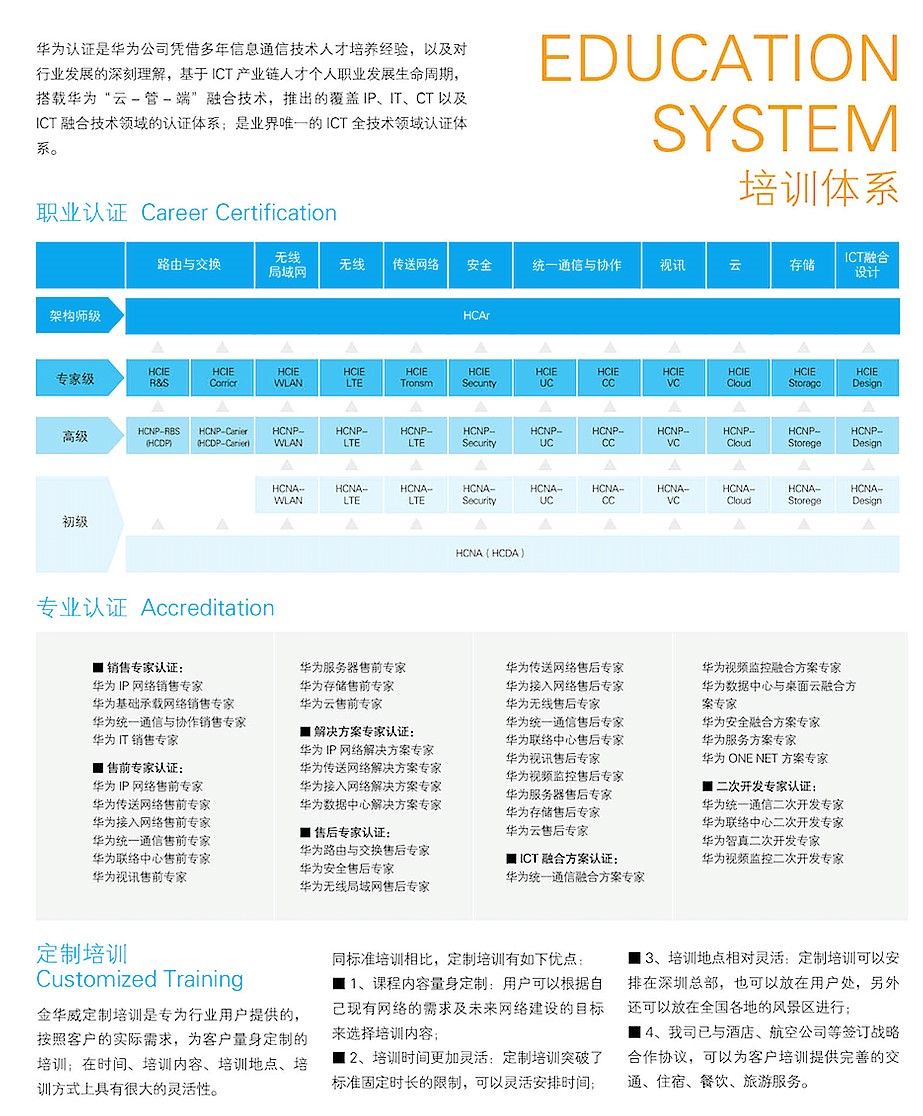 华为认证是华为公司凭借多年信息通信技术人才培养经验，以及对
行业发展的深刻理解，基于 ICT 产业链人才个人职业发展生命周期，
搭载华为“云 – 管 – 端”融合技术，推出的覆盖 IP、IT、CT 以及
ICT 融合技术领域的认证体系；是业界唯一的 ICT 全技术领域认证体
系。
EDUCATION
SYSTEM
培训体系
职业认证 Career Certification
路由与交换 无线局域网 无线 传送网络 安全 统一通信与协作 视讯 云 存储 ICT融合设计
架构师级 HCAr
专家级 HCIE R&S HCIE Corricr HCIE WLAN HCIE LTE HCIE Tronsm HCIE Secunty HCIE UC HCIE CC HCIE VC HCIE Cloud HCIE Storagc HCIE Design
高级 HCNP–RBS (HCDP) HCNP–Canier (HCDP–Canier) HCNP–WLAN HCNP–LTE HCNP–LTE HCNP–Security HCNP–UC HCNP–CC HCNP–VC HCNP–Cloud HCNP–Storege HCNP–Design
HCNA–WLAN HCNA–LTE HCNA–LTE HCNA–Security HCNA–UC HCNA–CC HCNA–VC HCNA–Cloud HCNA–Storege HCNA–Design
初级
HCNA（HCDA）
专业认证 Accreditation
■ 销售专家认证：
华为 IP 网络销售专家
华为基础承载网络销售专家
华为统一通信与协作销售专家
华为 IT 销售专家
■ 售前专家认证：
华为 IP 网络售前专家
华为传送网络售前专家
华为接入网络售前专家
华为统一通信售前专家
华为联络中心售前专家
华为视讯售前专家
华为服务器售前专家
华为存储售前专家
华为云售前专家
■ 解决方案专家认证：
华为 IP 网络解决方案专家
华为传送网络解决方案专家
华为接入网络解决方案专家
华为数据中心解决方案专家
■ 售后专家认证：
华为路由与交换售后专家
华为安全售后专家
华为无线局域网售后专家
华为传送网络售后专家
华为接入网络售后专家
华为无线售后专家
华为统一通信售后专家
华为联络中心售后专家
华为视讯售后专家
华为视频监控售后专家
华为服务器售后专家
华为存储售后专家
华为云售后专家
■ ICT 融合方案认证：
华为统一通信融合方案专家
华为视频监控融合方案专家
华为数据中心与桌面云融合方
案专家
华为安全融合方案专家
华为服务方案专家
华为 ONE NET 方案专家
■ 二次开发专家认证：
华为统一通信二次开发专家
华为联络中心二次开发专家
华为智真二次开发专家
华为视频监控二次开发专家
定制培训
Customized Training
金华威定制培训是专为行业用户提供的，
按照客户的实际需求，为客户量身定制的
培训；在时间、培训内容、培训地点、培
训方式上具有很大的灵活性。
同标准培训相比，定制培训有如下优点：
■ 1、课程内容量身定制：用户可以根据自
己现有网络的需求及未来网络建设的目标
来选择培训内容；
■ 2、培训时间更加灵活：定制培训突破了
标准固定时长的限制，可以灵活安排时间；
■ 3、培训地点相对灵活：定制培训可以安
排在深圳总部，也可以放在用户处，另外
还可以放在全国各地的风景区进行；
■ 4、我司已与酒店、航空公司等签订战略
合作协议，可以为客户培训提供完善的交
通、住宿、餐饮、旅游服务。